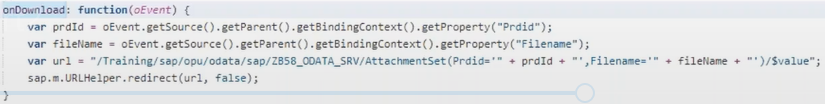 onDownload: function(oEvent) {
var prdId = oEvent.getSource().getParent().getBindingContext().getProperty("Prdid");
var fileName = oEvent.getSource().getParent().getBindingContext().getProperty("Filename");
var url = "/Training/sap/opu/odata/sap/ZB58_ODATA_SRV/AttachmentSet(Prdid='" + prdId + "',Filename='" + fileName + "')/$value";
sap.m.URLHelper.redirect(url, false);
}